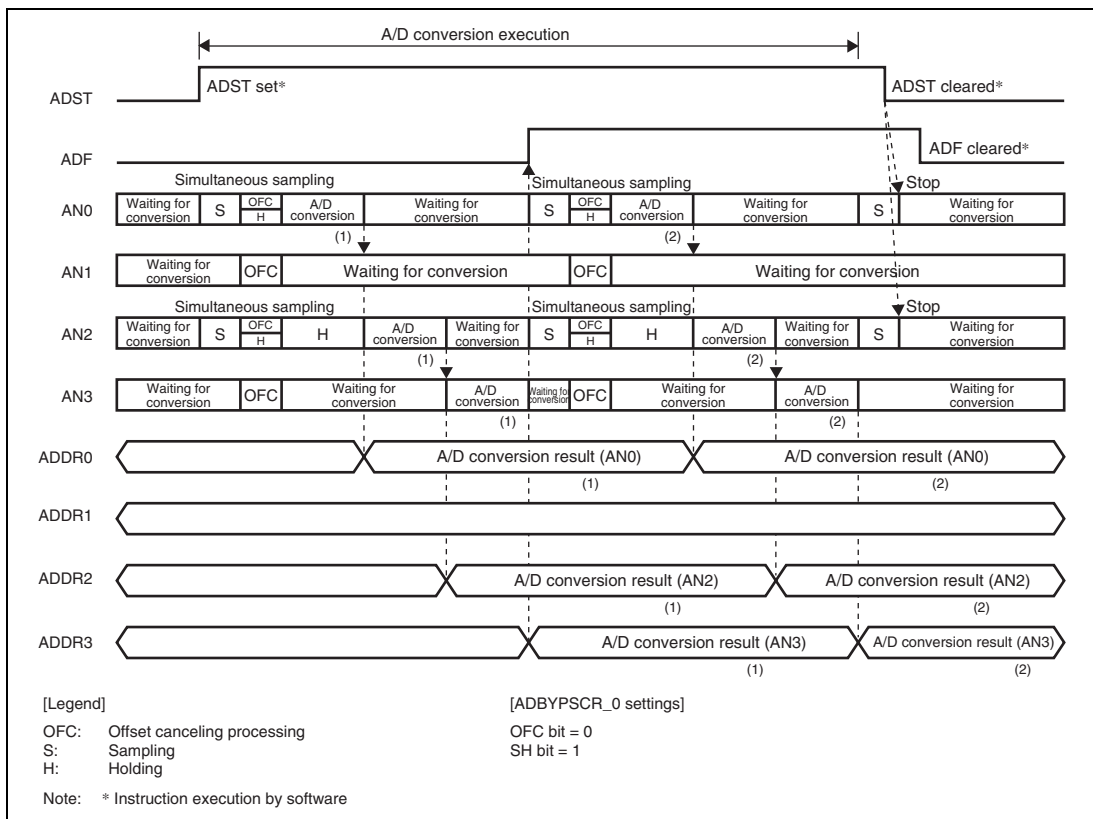 A/D conversion execution
ADST
ADST set*
ADST cleared*
ADF
ADF cleared*
Simultaneous sampling
Simultaneous sampling
Stop
AN0
Waiting for conversion
S
OFC
H
A/D conversion
Waiting for conversion
S
OFC
H
A/D conversion
Waiting for conversion
S
Waiting for conversion
(1)
(2)
AN1
Waiting for conversion
OFC
Waiting for conversion
OFC
Waiting for conversion
Simultaneous sampling
Simultaneous sampling
Stop
AN2
Waiting for conversion
S
OFC
H
H
A/D conversion
Waiting for conversion
S
OFC
H
H
A/D conversion
Waiting for conversion
S
Waiting for conversion
(1)
(2)
AN3
Waiting for conversion
OFC
Waiting for conversion
A/D conversion
Waiting for conversion
OFC
Waiting for conversion
A/D conversion
Waiting for conversion
(1)
(2)
ADDR0
A/D conversion result (AN0)
A/D conversion result (AN0)
(1)
(2)
ADDR1
ADDR2
A/D conversion result (AN2)
A/D conversion result (AN2)
(1)
(2)
ADDR3
A/D conversion result (AN3)
A/D conversion result (AN3)
(1)
(2)
[Legend]
OFC: Offset canceling processing
S: Sampling
H: Holding
[ADBYPSCR_0 settings]
OFC bit = 0
SH bit = 1
Note: * Instruction execution by software